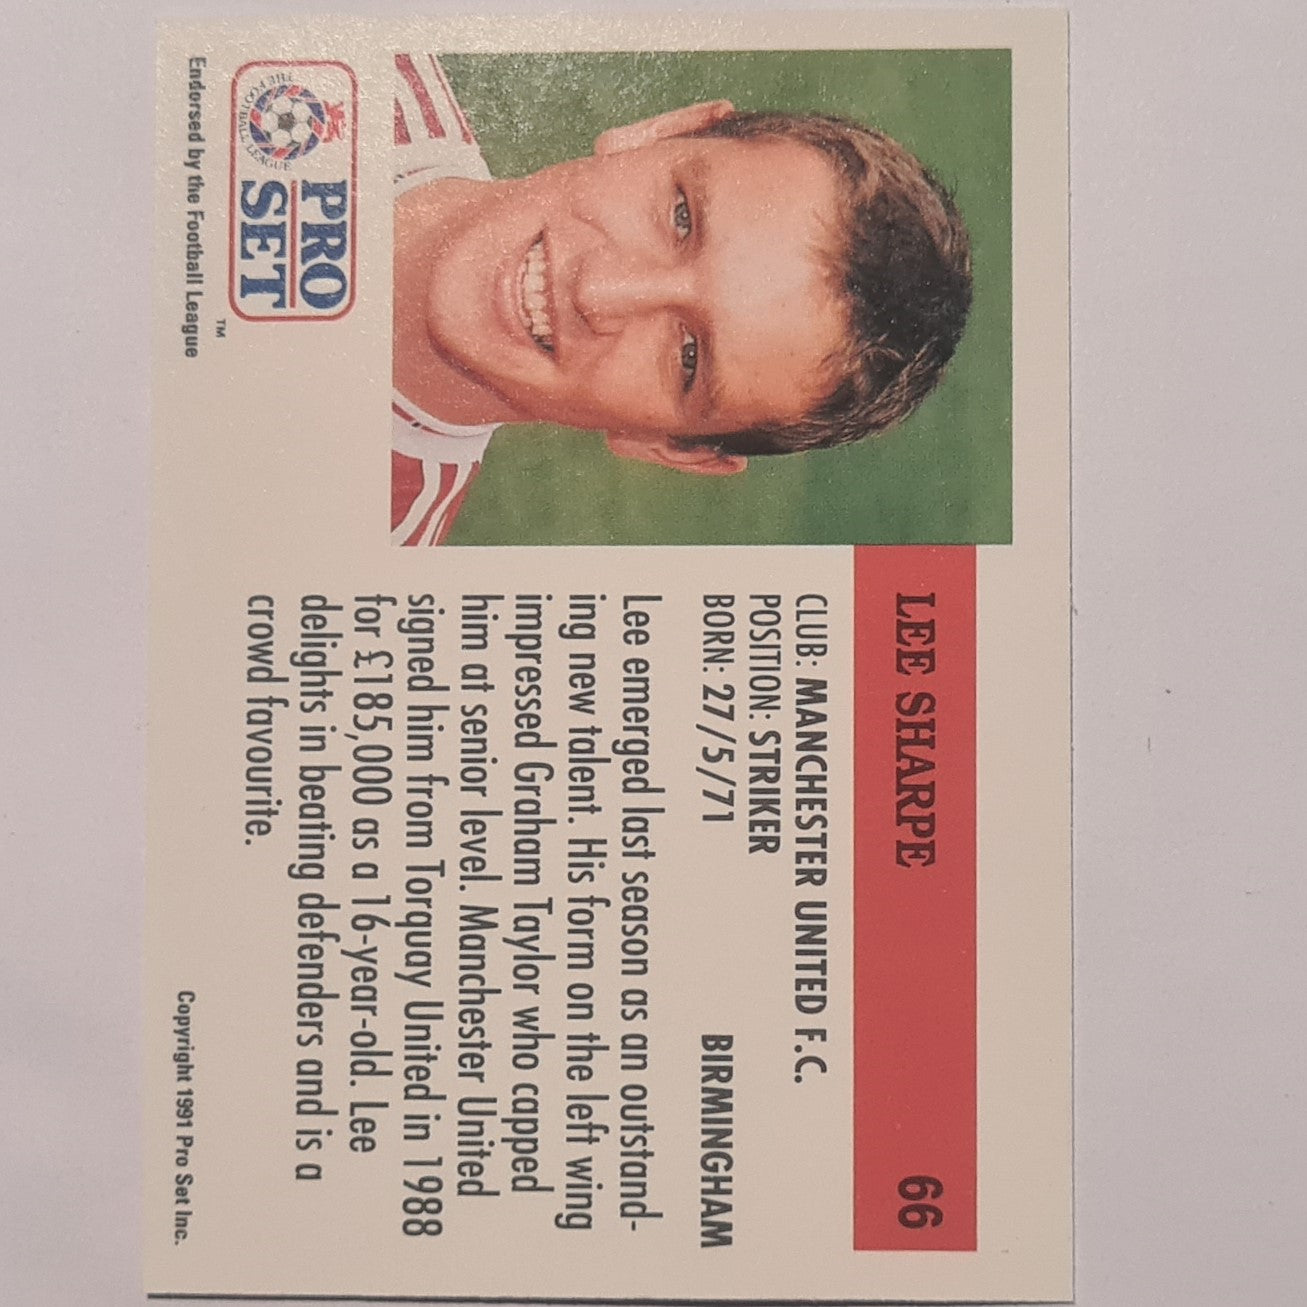 LEE SHARPE 66
CLUB: MANCHESTER UNITED F.C.
POSITION: STRIKER
BORN: 27/5/71 BIRMINGHAM
Lee emerged last season as an outstand-
ing new talent. His form on the left wing
impressed Graham Taylor who capped
him at senior level. Manchester United
signed him from Torquay United in 1988
for £185,000 as a 16-year-old. Lee
delights in beating defenders and is a
crowd favourite.
THE FOOTBALL LEAGUE
PRO
SET
TM
Endorsed by the Football League
Copyright 1991 Pro Set Inc.